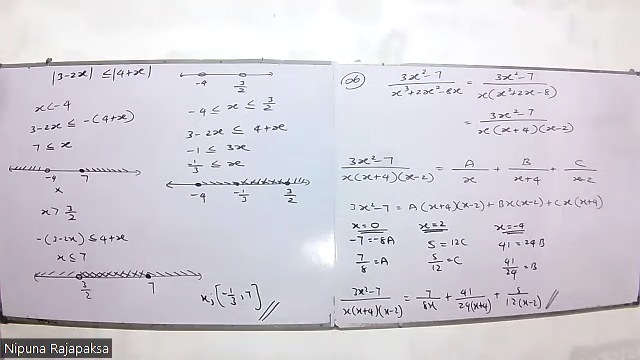 |3-2x| ≤ |4+x|
x<-4
3-2x ≤ -(4+x)
7 ≤ x
-4 7
x
x > 3/2
-(3-2x) ≤ 4+x
x ≤ 7
3/2 7
-4 3/2
-4 ≤ x ≤ 3/2
3-2x ≤ 4+x
-1 ≤ 3x
-1/3 ≤ x
-4 -1/3 3/2
x; [-1/3, 7]
06
(3x²-7)/(x³+2x²-8x) = (3x²-7)/(x(x²+2x-8))
= (3x²-7)/(x(x+4)(x-2))
(3x²-7)/(x(x+4)(x-2)) = A/x + B/(x+4) + C/(x-2)
3x²-7 = A(x+4)(x-2) + Bx(x-2) + Cx(x+4)
x=0 x=2 x=-4
-7=-8A 5=12C 41=24B
7/8=A 5/12=C 41/24=B
(3x²-7)/(x(x+4)(x-2)) = 7/8x + 41/24(x+4) + 5/12(x-2)
Nipuna Rajapaksa